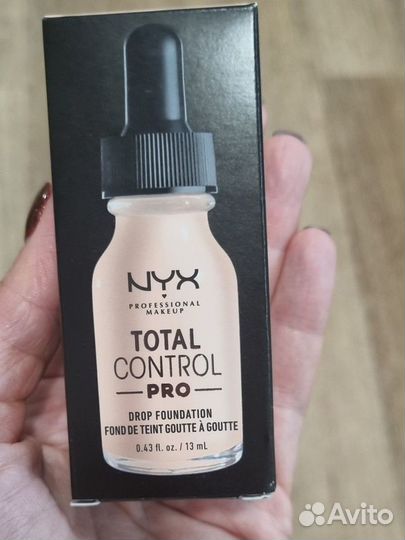 NYX
PROFESSIONAL
MAKEUP
TOTAL
CONTROL
PRO
DROP FOUNDATION
FOND DE TEINT GOUTTE À GOUTTE
0.43 fl. oz. / 13 mL
Avito